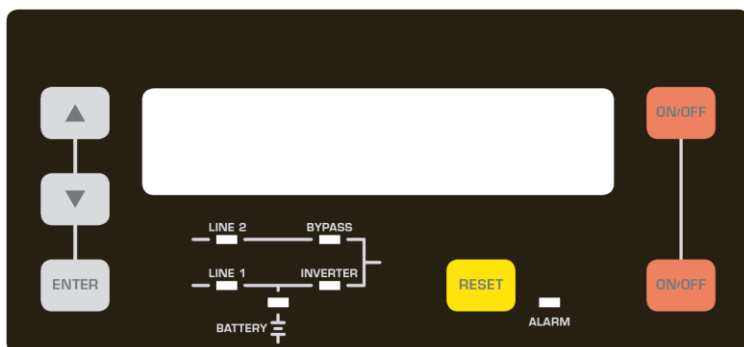 ON/OFF
LINE 2 BYPASS
ENTER LINE 1 INVERTER RESET ON/OFF
BATTERY ALARM